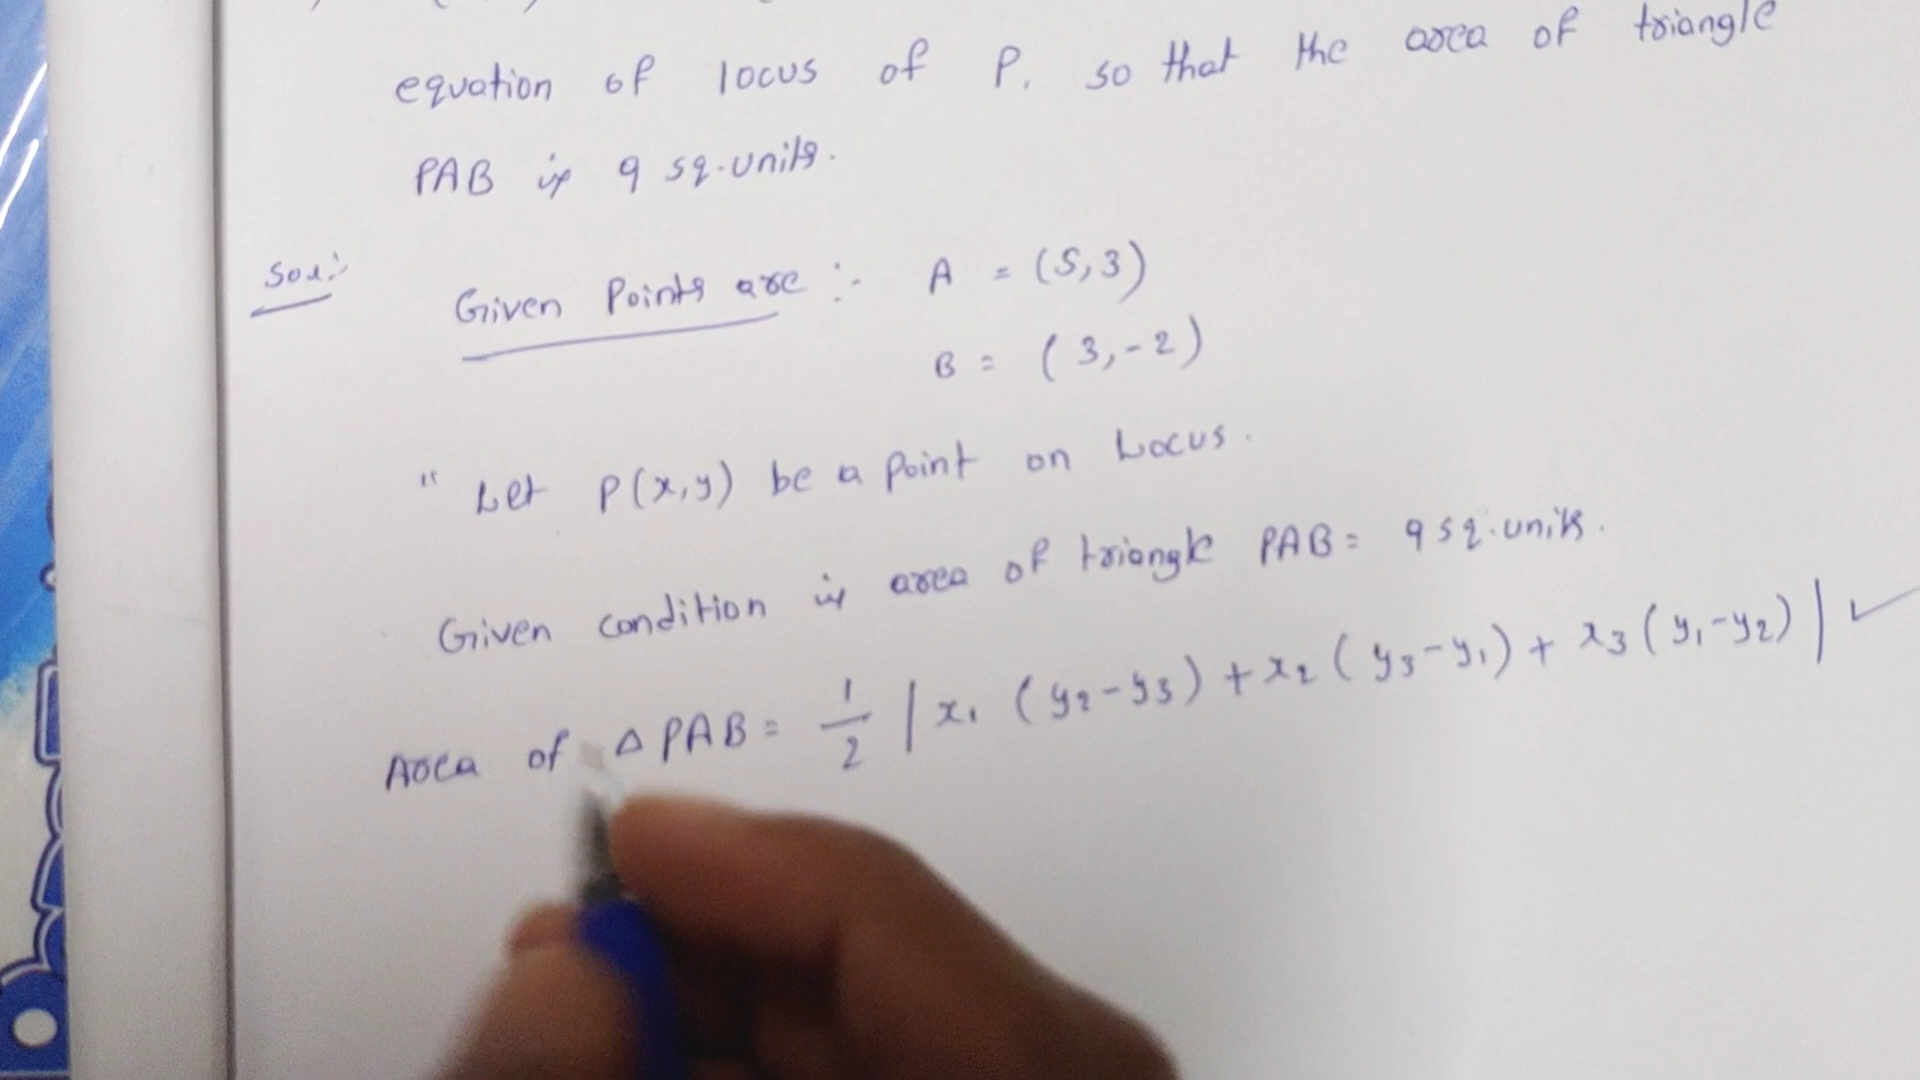 equation of locus of P. so that the area of triangle
PAB is 9 sq.units.
Sol:-
Given Points are :- A = (5,3)
B = (3,-2)
" Let P(x,y) be a point on Locus.
Given condition is area of triangle PAB = 9 sq.units.
Area of △ PAB = 1/2 | x₁ (y₂-y₃) + x₂ (y₃-y₁) + x₃ (y₁-y₂) | ✓